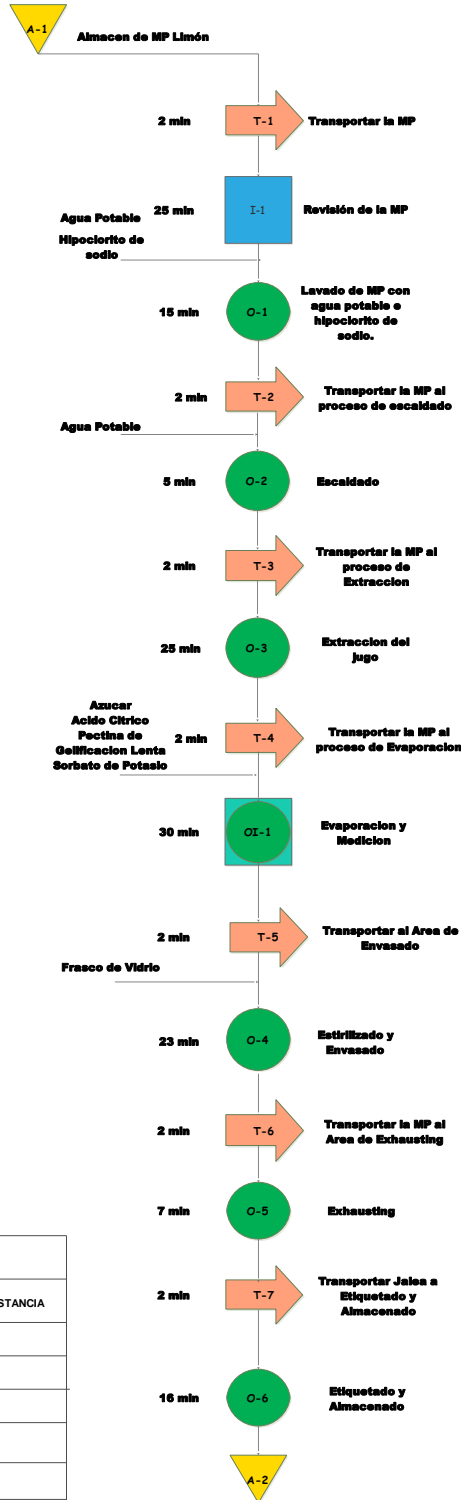 A-1
Almacen de MP Limón
2 min
T-1
Transportar la MP
Agua Potable
25 min
I-1
Revisión de la MP
Hipoclorito de
sodio
15 min
O-1
Lavado de MP con
agua potable e
hipoclorito de
sodio.
2 min
T-2
Transportar la MP al
proceso de escaldado
Agua Potable
5 min
O-2
Escaldado
2 min
T-3
Transportar la MP al
proceso de
Extraccion
25 min
O-3
Extraccion del
jugo
Azucar
Acido Citrico
Pectina de
Gelificacion Lenta
Sorbato de Potasio
2 min
T-4
Transportar la MP al
proceso de Evaporacion
30 min
OI-1
Evaporacion y
Medicion
2 min
T-5
Transportar al Area de
Envasado
Frasco de Vidrio
23 min
O-4
Estirilizado y
Envasado
2 min
T-6
Transportar la MP al
Area de Exhausting
7 min
O-5
Exhausting
2 min
T-7
Transportar Jalea a
Etiquetado y
Almacenado
STANCIA
16 min
O-6
Etiquetado y
Almacenado
A-2